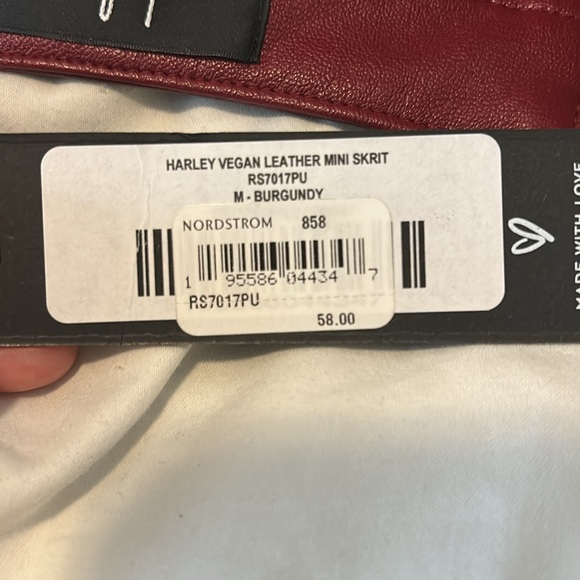 HARLEY VEGAN LEATHER MINI SKRIT
RS7017PU
M - BURGUNDY
NORDSTROM 858
1 95586 04434 7
RS7017PU
58.00
MADE WITH LOVE